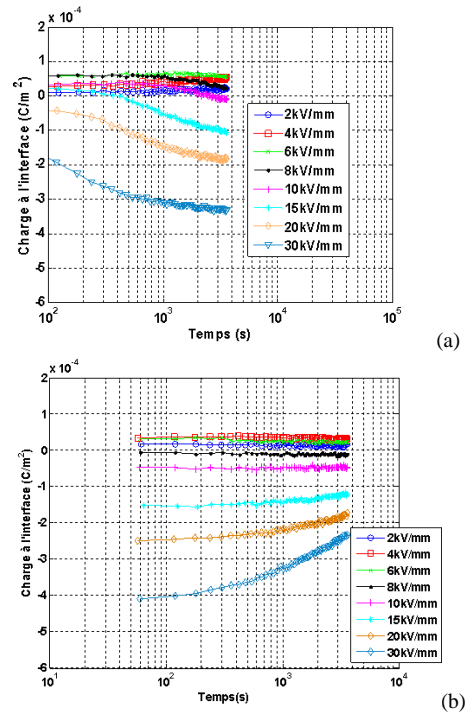 x 10⁻⁴
2
1
0
-1
-2
-3
-4
-5
-6
Charge à l'interface (C/m²)
2kV/mm
4kV/mm
6kV/mm
8kV/mm
10kV/mm
15kV/mm
20kV/mm
30kV/mm
10² 10³ 10⁴ 10⁵
Temps (s)
(a)
x 10⁻⁴
2
1
0
-1
-2
-3
-4
-5
-6
Charge à l'interface (C/m²)
2kV/mm
4kV/mm
6kV/mm
8kV/mm
10kV/mm
15kV/mm
20kV/mm
30kV/mm
10¹ 10² 10³ 10⁴
Temps(s)
(b)